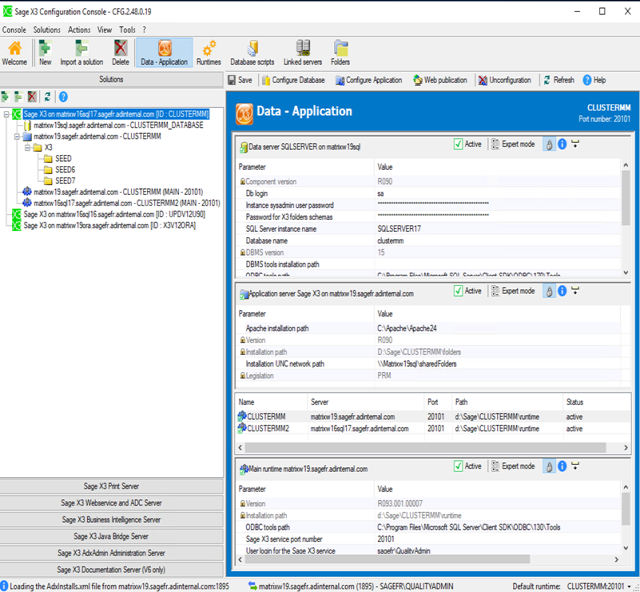 Sage X3 Configuration Console - CFG.2.48.0.19
Console Solutions Actions View Tools ?
Welcome New Import a solution Delete Data - Application Runtimes Database scripts Linked servers Folders
Solutions
Save Configure Database Configure Application Web publication Unconfiguration Refresh Help
Sage X3 on matrixw16sql17.sagefr.adinternal.com [ID : CLUSTERMM]
matrixw19sql.sagefr.adinternal.com - CLUSTERMM_DATABASE
matrixw19.sagefr.adinternal.com - CLUSTERMM
X3
SEED
SEED6
SEED7
matrixw19.sagefr.adinternal.com - CLUSTERMM (MAIN - 20101)
matrixw16sql17.sagefr.adinternal.com - CLUSTERMM2 (MAIN - 20101)
Sage X3 on matrixw16sql16.sagefr.adinternal.com [ID : UPDV12U90]
Sage X3 on matrixw19ora.sagefr.adinternal.com [ID : X3V12ORA]
Sage X3 Print Server
Sage X3 Webservice and ADC Server
Sage X3 Business Intelligence Server
Sage X3 Java Bridge Server
Sage X3 AdxAdmin Administration Server
Sage X3 Documentation Server (V6 only)
Data - Application
CLUSTERMM
Port number: 20101
Data server SQLSERVER on matrixw19sql Active Expert mode
Parameter Value
Component version R090
Db login sa
Instance sysadmin user password
Password for X3 folders schemas
SQL Server instance name SQLSERVER17
Database name clustermm
DBMS version 15
DBMS tools installation path
ODBC tools path C:\Program Files\Microsoft SQL Server\Client SDK\ODBC\170\Tools
Application server Sage X3 on matrixw19.sagefr.adinternal.com Active Expert mode
Parameter Value
Apache installation path C:\Apache\Apache24
Version R090
Installation path D:\Sage\CLUSTERMM\folders
Installation UNC network path \\Matrixw19sql\sharedFolders
Legislation PRM
Name Server Port Path Status
CLUSTERMM matrixw19.sagefr.adinternal.com 20101 d:\Sage\CLUSTERMM\runtime active
CLUSTERMM2 matrixw16sql17.sagefr.adinternal.com 20101 d:\Sage\CLUSTERMM\runtime active
Main runtime matrixw19.sagefr.adinternal.com Active Expert mode
Parameter Value
Version R093.001.00007
Installation path d:\Sage\CLUSTERMM\runtime
ODBC tools path C:\Program Files\Microsoft SQL Server\Client SDK\ODBC\130\Tools
Sage X3 service port number 20101
User login for the Sage X3 service sagefr\QualityAdmin
Loading the AdxInstalls.xml file from matrixw19.sagefr.adinternal.com:1895 matrixw19.sagefr.adinternal.com (1895) - SAGEFR\QUALITYADMIN Default runtime: CLUSTERMM:20101